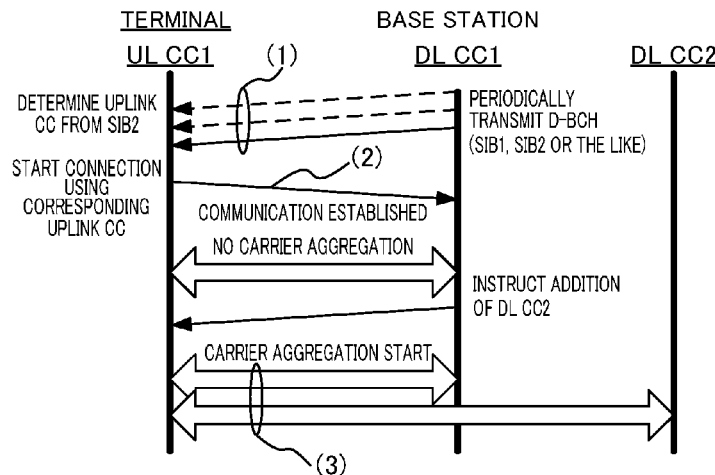 TERMINAL
BASE STATION
UL CC1
DL CC1
DL CC2
(1)
DETERMINE UPLINK
CC FROM SIB2
PERIODICALLY
TRANSMIT D-BCH
(SIB1, SIB2 OR THE LIKE)
(2)
START CONNECTION
USING
CORRESPONDING
UPLINK CC
COMMUNICATION ESTABLISHED
NO CARRIER AGGREGATION
INSTRUCT ADDITION
OF DL CC2
CARRIER AGGREGATION START
(3)